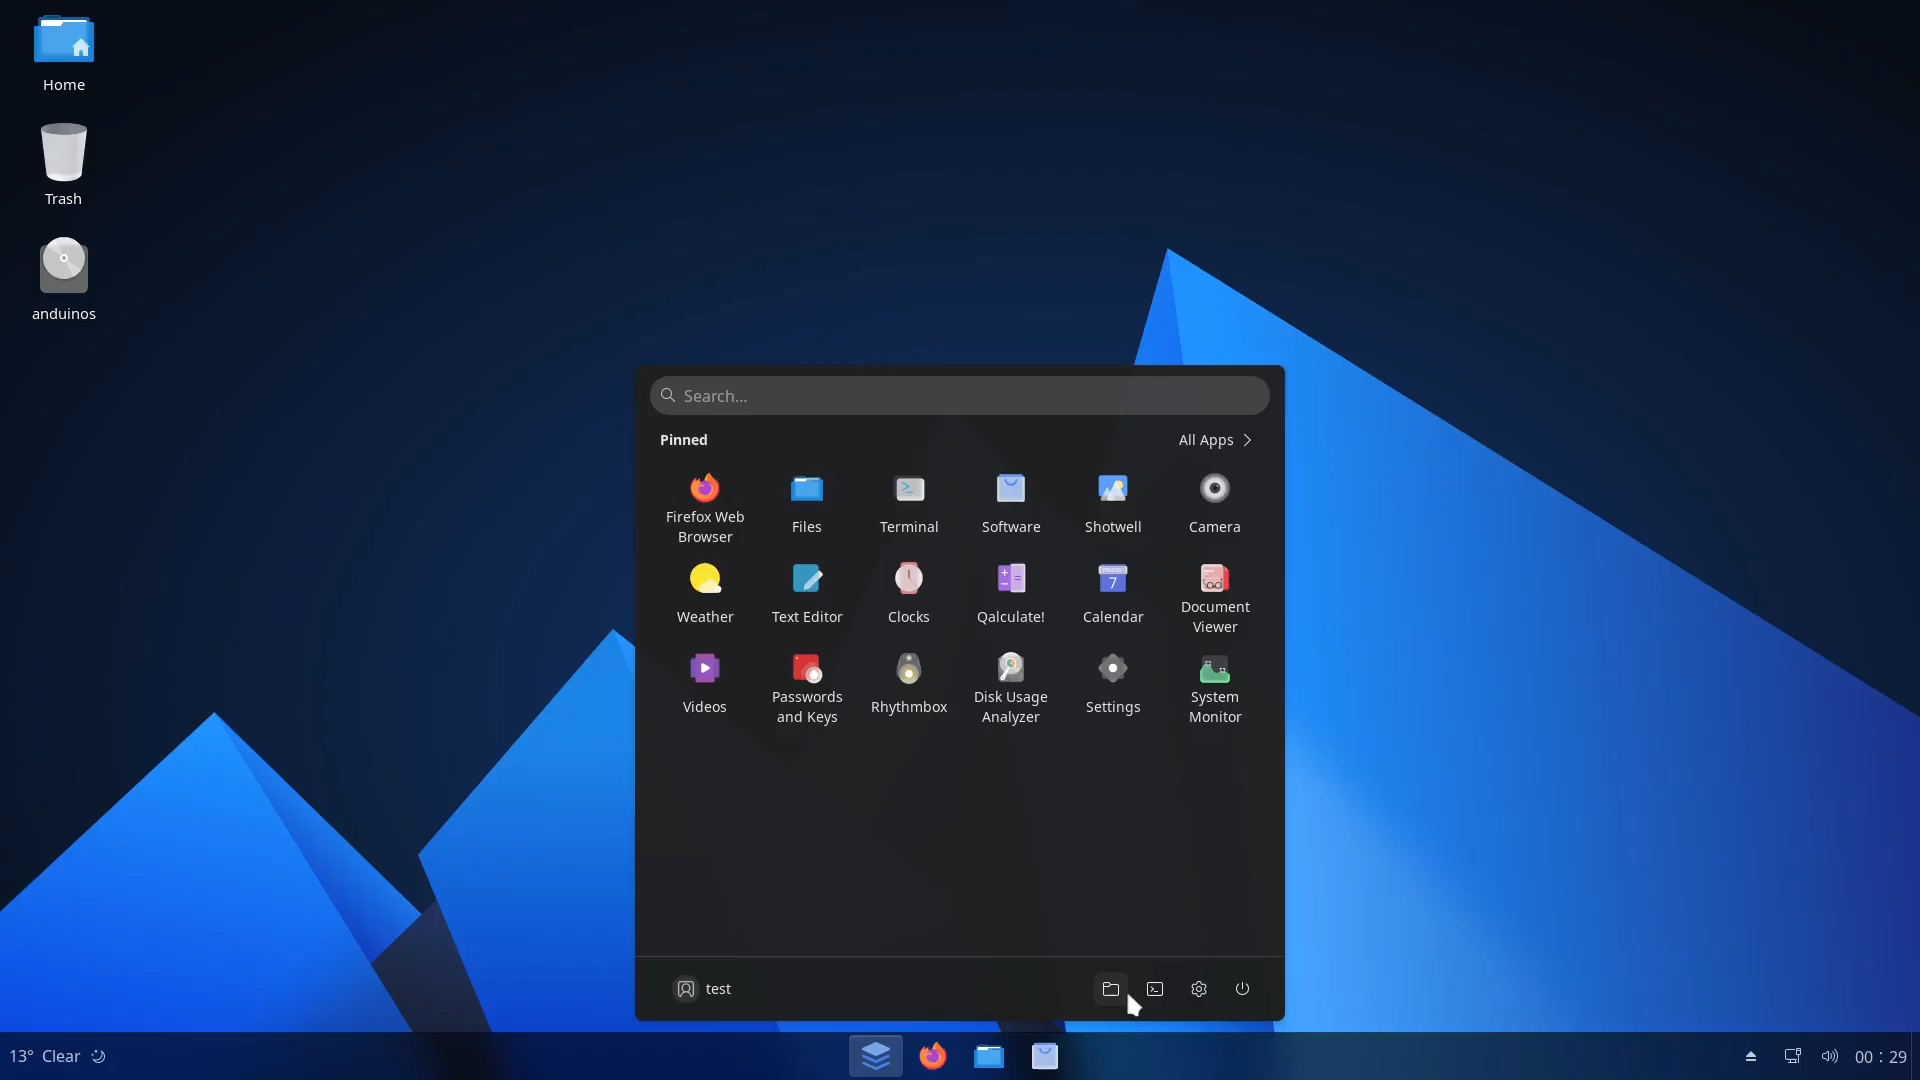 Home
Trash
anduinos
Search...
Pinned
All Apps
Firefox Web
Browser
Files
Terminal
Software
Shotwell
Camera
Weather
Text Editor
Clocks
Qalculate!
Calendar
7
Document
Viewer
Videos
Passwords
and Keys
Rhythmbox
Disk Usage
Analyzer
Settings
System
Monitor
test
13° Clear
00 : 29